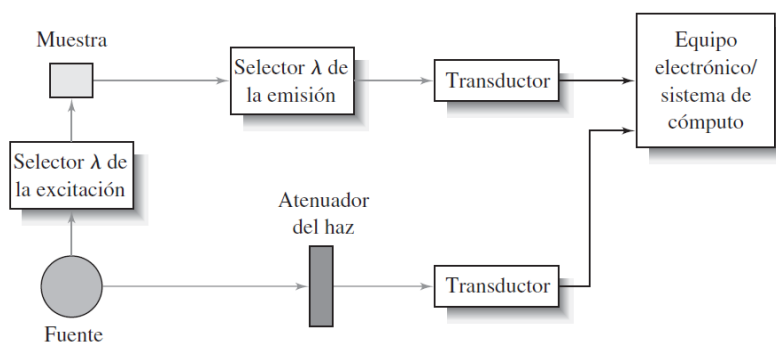 Muestra
Selector λ de
la emisión
Transductor
Equipo
electrónico/
sistema de
cómputo
Selector λ de
la excitación
Atenuador
del haz
Transductor
Fuente